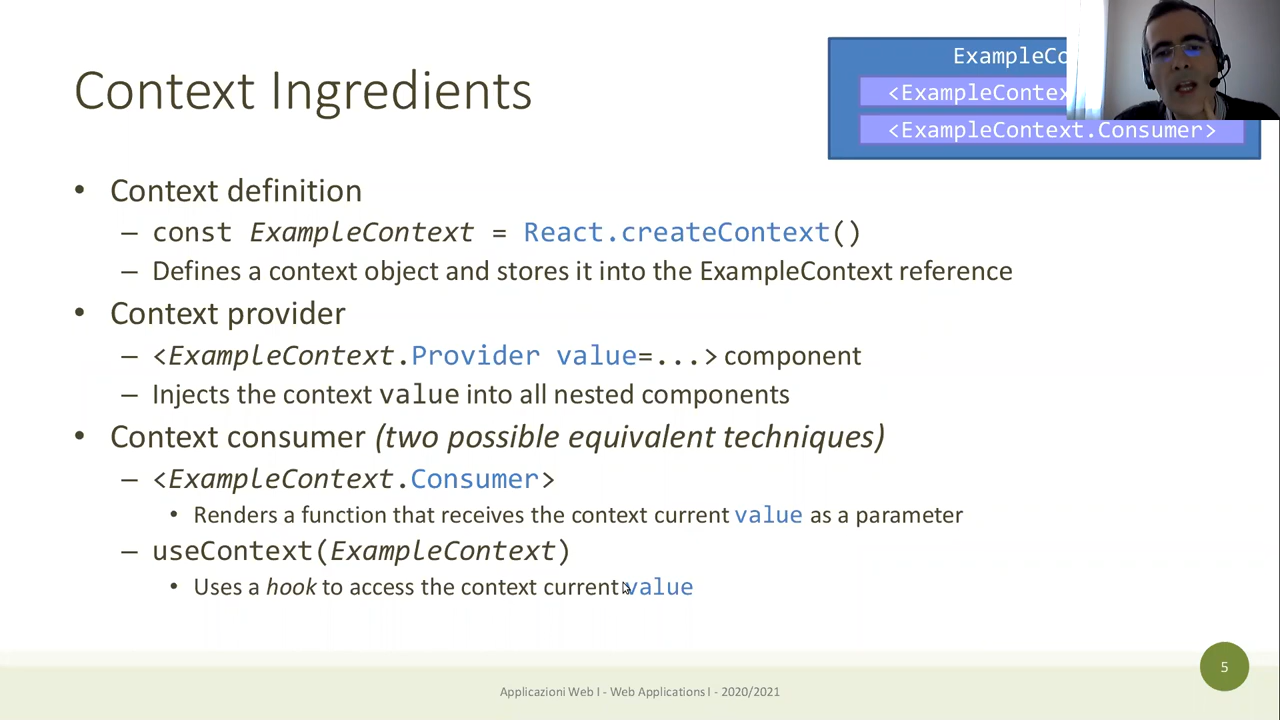 Context Ingredients
ExampleCo
<ExampleContex
<ExampleContext.Consumer>
• Context definition
– const ExampleContext = React.createContext()
– Defines a context object and stores it into the ExampleContext reference
• Context provider
– <ExampleContext.Provider value=...> component
– Injects the context value into all nested components
• Context consumer (two possible equivalent techniques)
– <ExampleContext.Consumer>
• Renders a function that receives the context current value as a parameter
– useContext(ExampleContext)
• Uses a hook to access the context current value
Applicazioni Web I - Web Applications I - 2020/2021
5